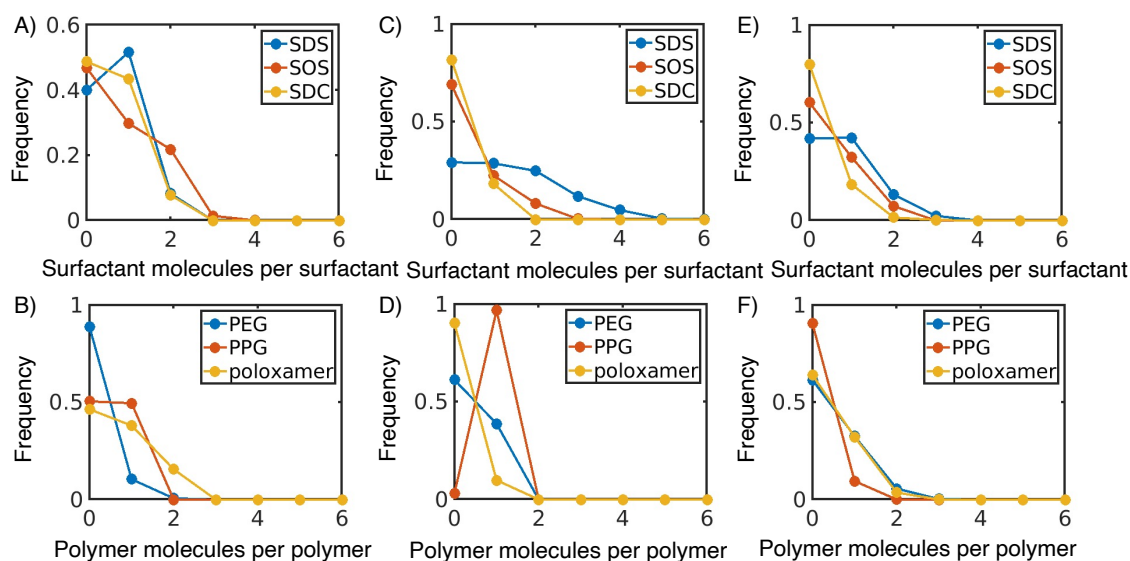 A)
0.6
0.4
0.2
0
Frequency
SDS
SOS
SDC
0 2 4 6
Surfactant molecules per surfactant
C)
1
0.5
0
Frequency
SDS
SOS
SDC
0 2 4 6
Surfactant molecules per surfactant
E)
1
0.5
0
Frequency
SDS
SOS
SDC
0 2 4 6
Surfactant molecules per surfactant
B)
1
0.5
0
Frequency
PEG
PPG
poloxamer
0 2 4 6
Polymer molecules per polymer
D)
1
0.5
0
Frequency
PEG
PPG
poloxamer
0 2 4 6
Polymer molecules per polymer
F)
1
0.5
0
Frequency
PEG
PPG
poloxamer
0 2 4 6
Polymer molecules per polymer